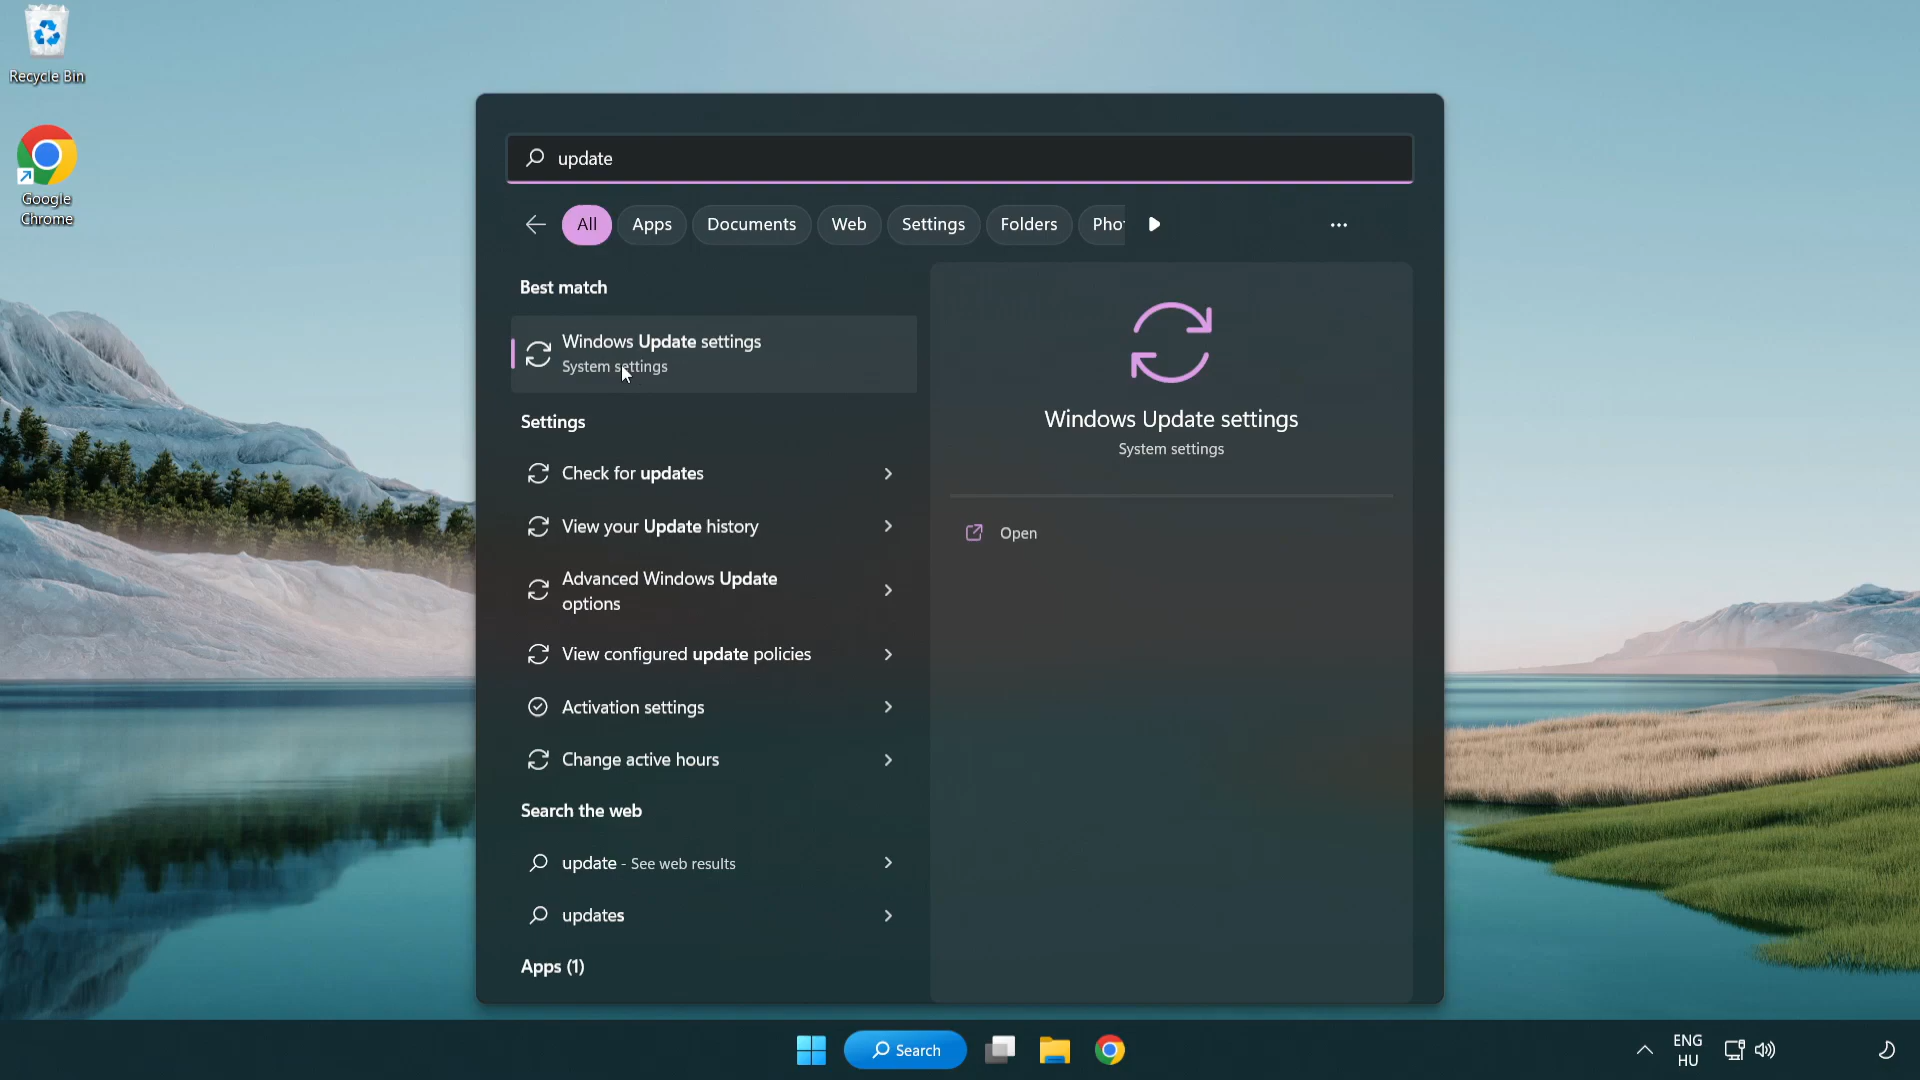 Recycle Bin
Google
Chrome
update
All
Apps
Documents
Web
Settings
Folders
Pho
Best match
Windows Update settings
System settings
Settings
Check for updates
View your Update history
Advanced Windows Update
options
View configured update policies
Activation settings
Change active hours
Search the web
update - See web results
updates
Apps (1)
Windows Update settings
System settings
Open
Search
ENG
HU